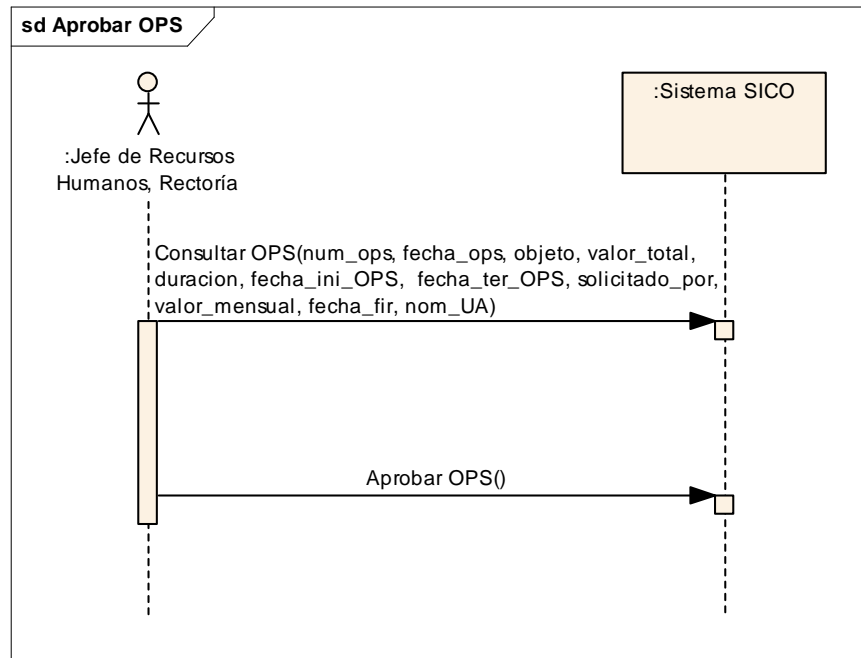 sd Aprobar OPS
:Sistema SICO
:Jefe de Recursos
Humanos, Rectoría
Consultar OPS(num_ops, fecha_ops, objeto, valor_total,
duracion, fecha_ini_OPS, fecha_ter_OPS, solicitado_por,
valor_mensual, fecha_fir, nom_UA)
Aprobar OPS()